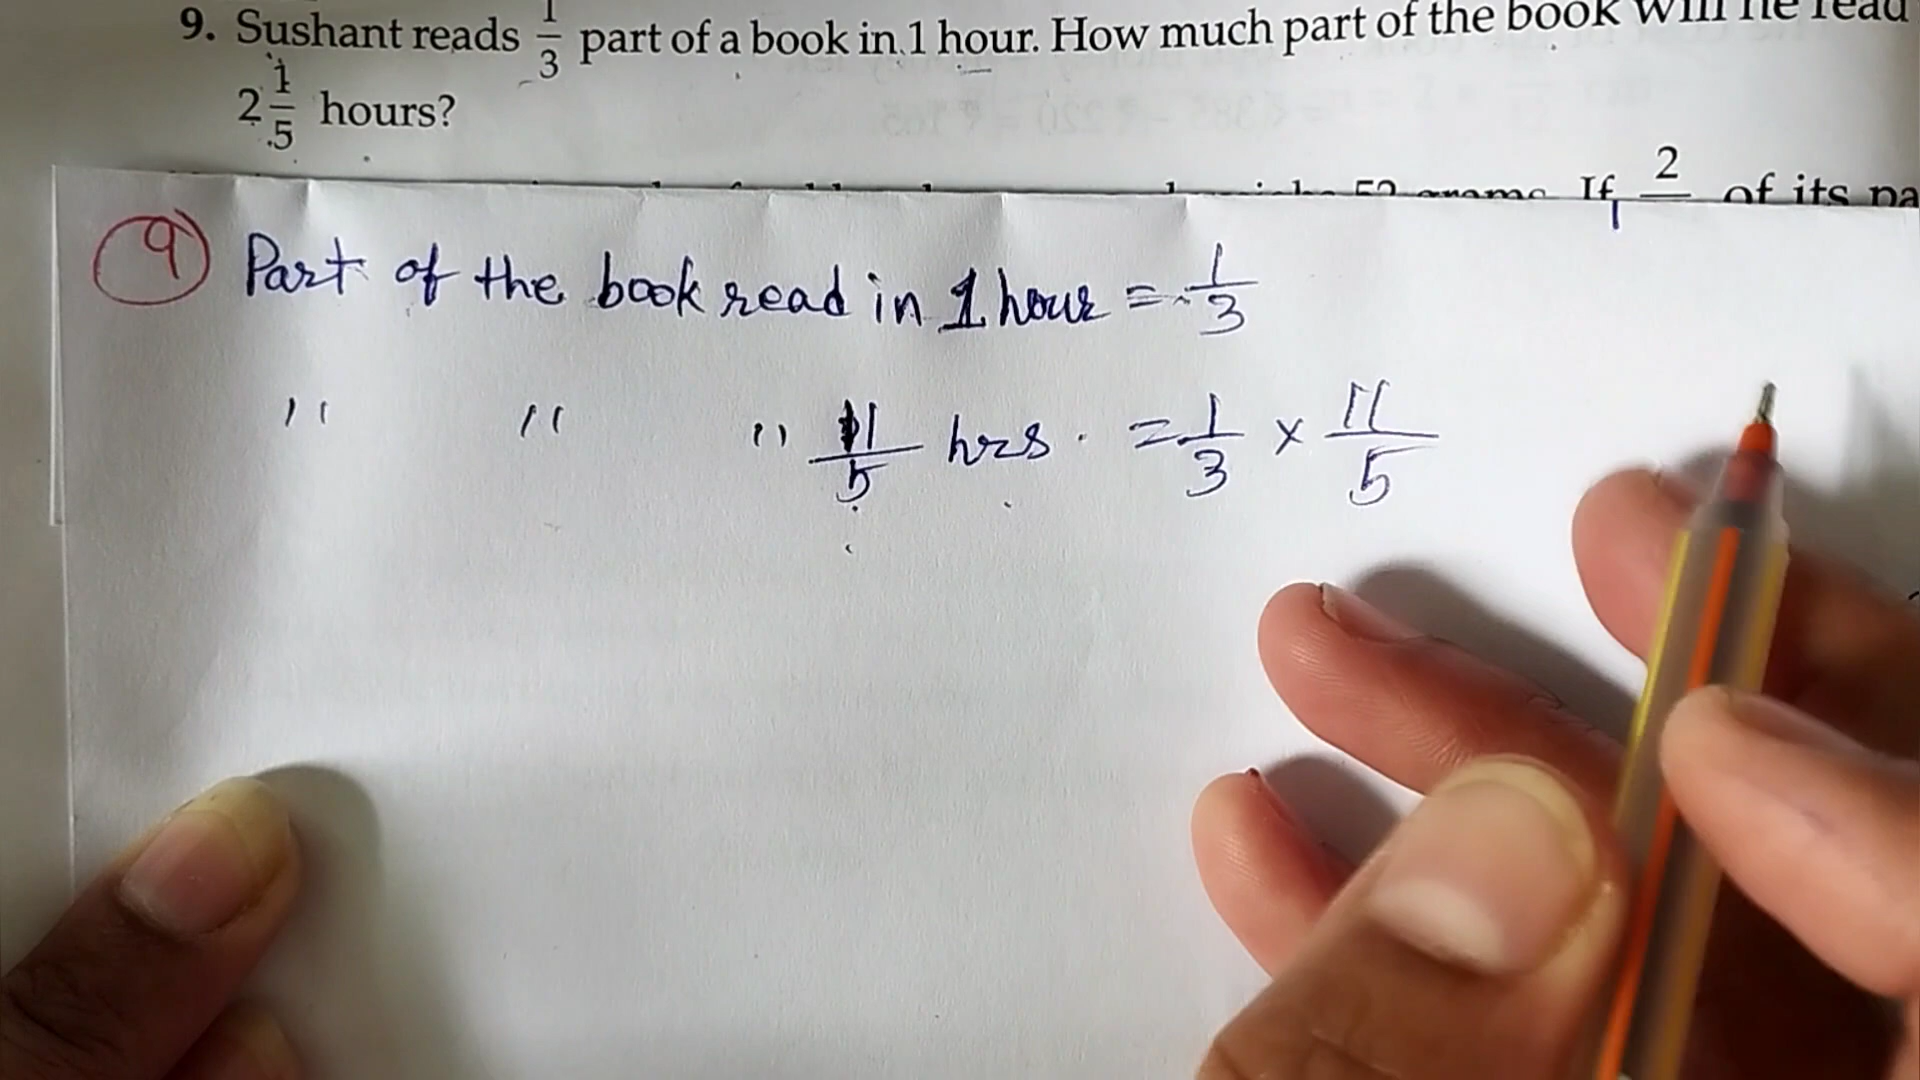 9. Sushant reads 1/3 part of a book in 1 hour. How much part of the book will he read
2 1/5 hours?
52 grams. If 2 of its pa
9 Part of the book read in 1 hour = 1/3
" " " 11/5 hrs. = 1/3 × 11/5